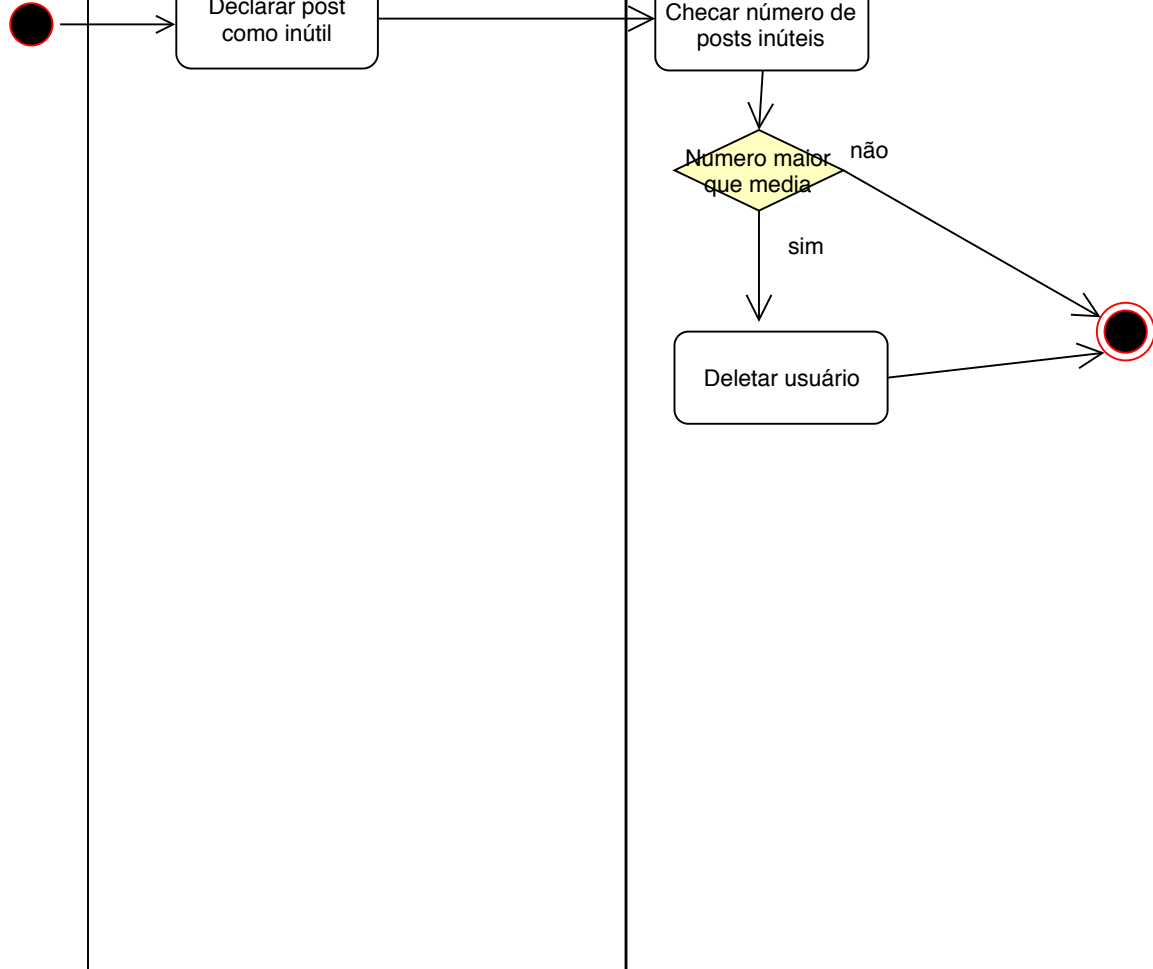 Declarar post
como inútil
Checar número de
posts inúteis
Numero maior
que media
não
sim
Deletar usuário